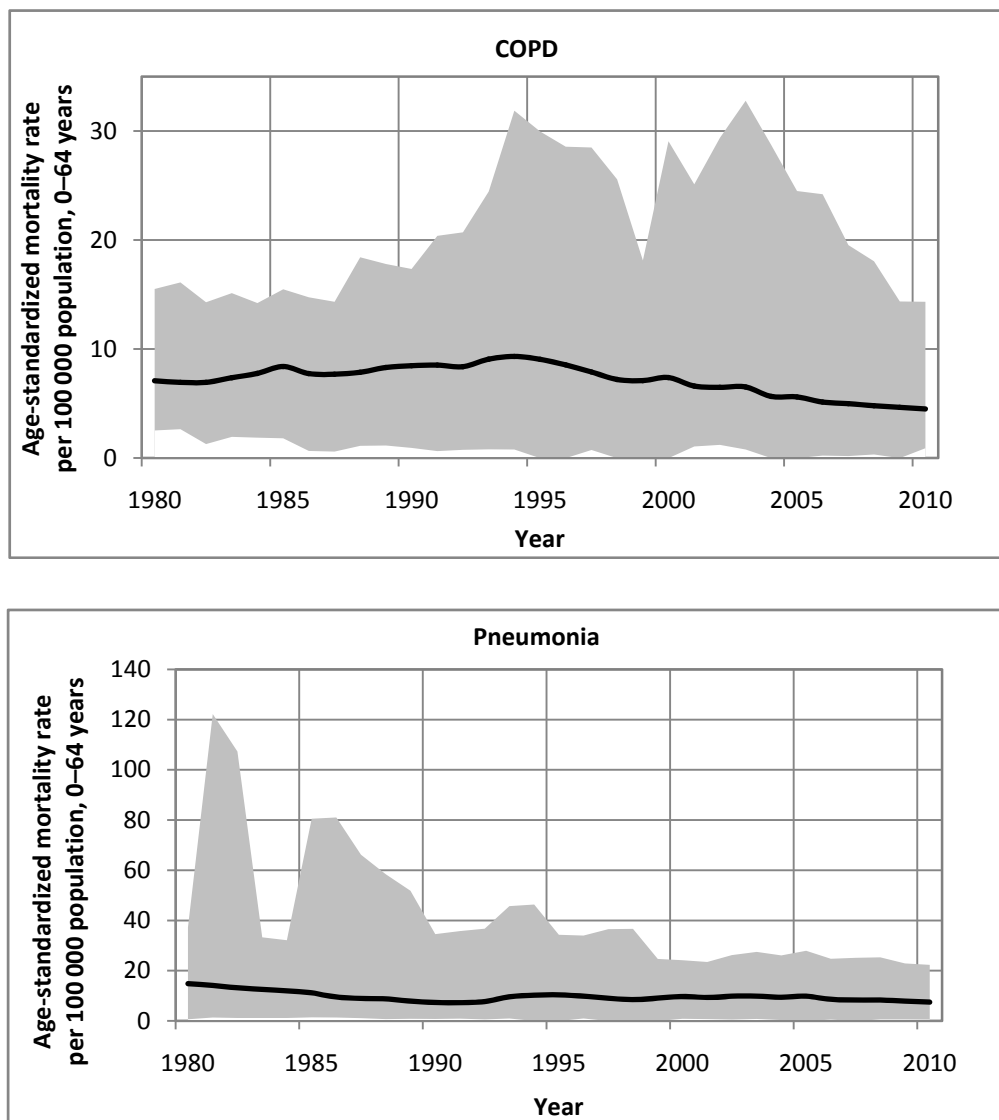 COPD
Age-standardized mortality rate
per 100 000 population, 0–64 years
30
20
10
0
1980 1985 1990 1995 2000 2005 2010
Year
Pneumonia
Age-standardized mortality rate
per 100 000 population, 0–64 years
140
120
100
80
60
40
20
0
1980 1985 1990 1995 2000 2005 2010
Year